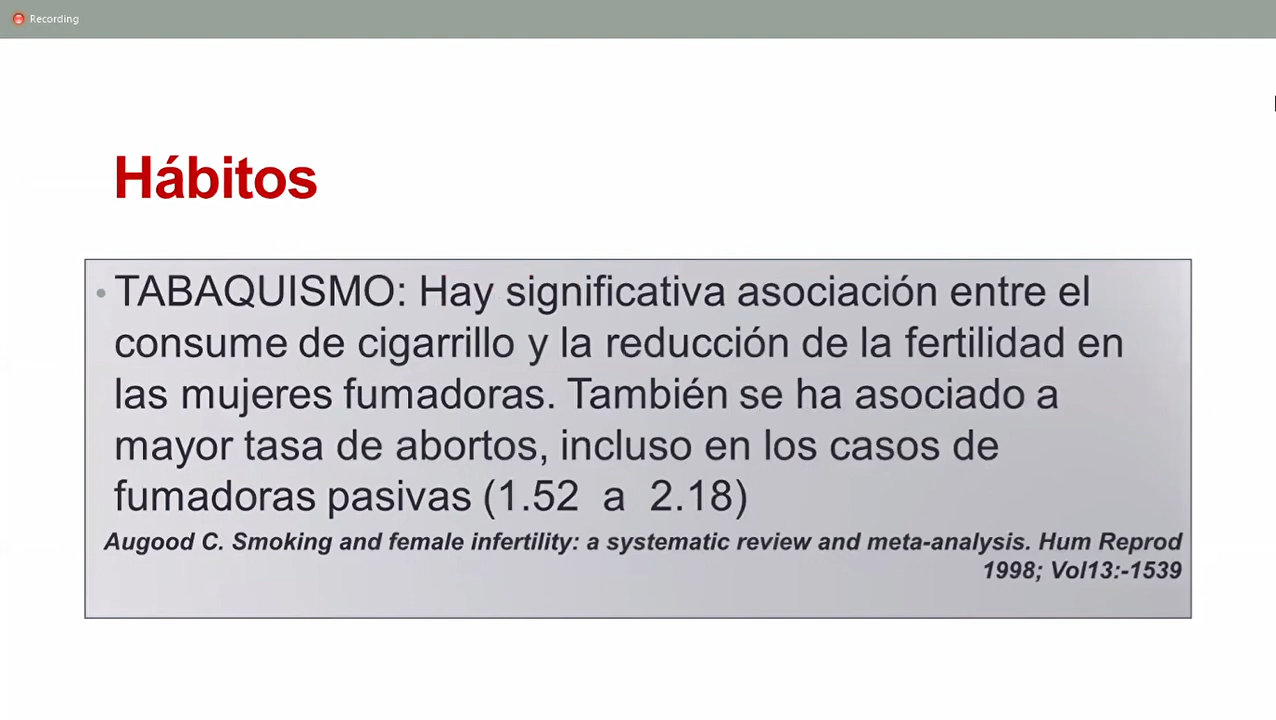 Recording
Hábitos
• TABAQUISMO: Hay significativa asociación entre el
consume de cigarrillo y la reducción de la fertilidad en
las mujeres fumadoras. También se ha asociado a
mayor tasa de abortos, incluso en los casos de
fumadoras pasivas (1.52 a 2.18)
Augood C. Smoking and female infertility: a systematic review and meta-analysis. Hum Reprod
1998; Vol13:-1539